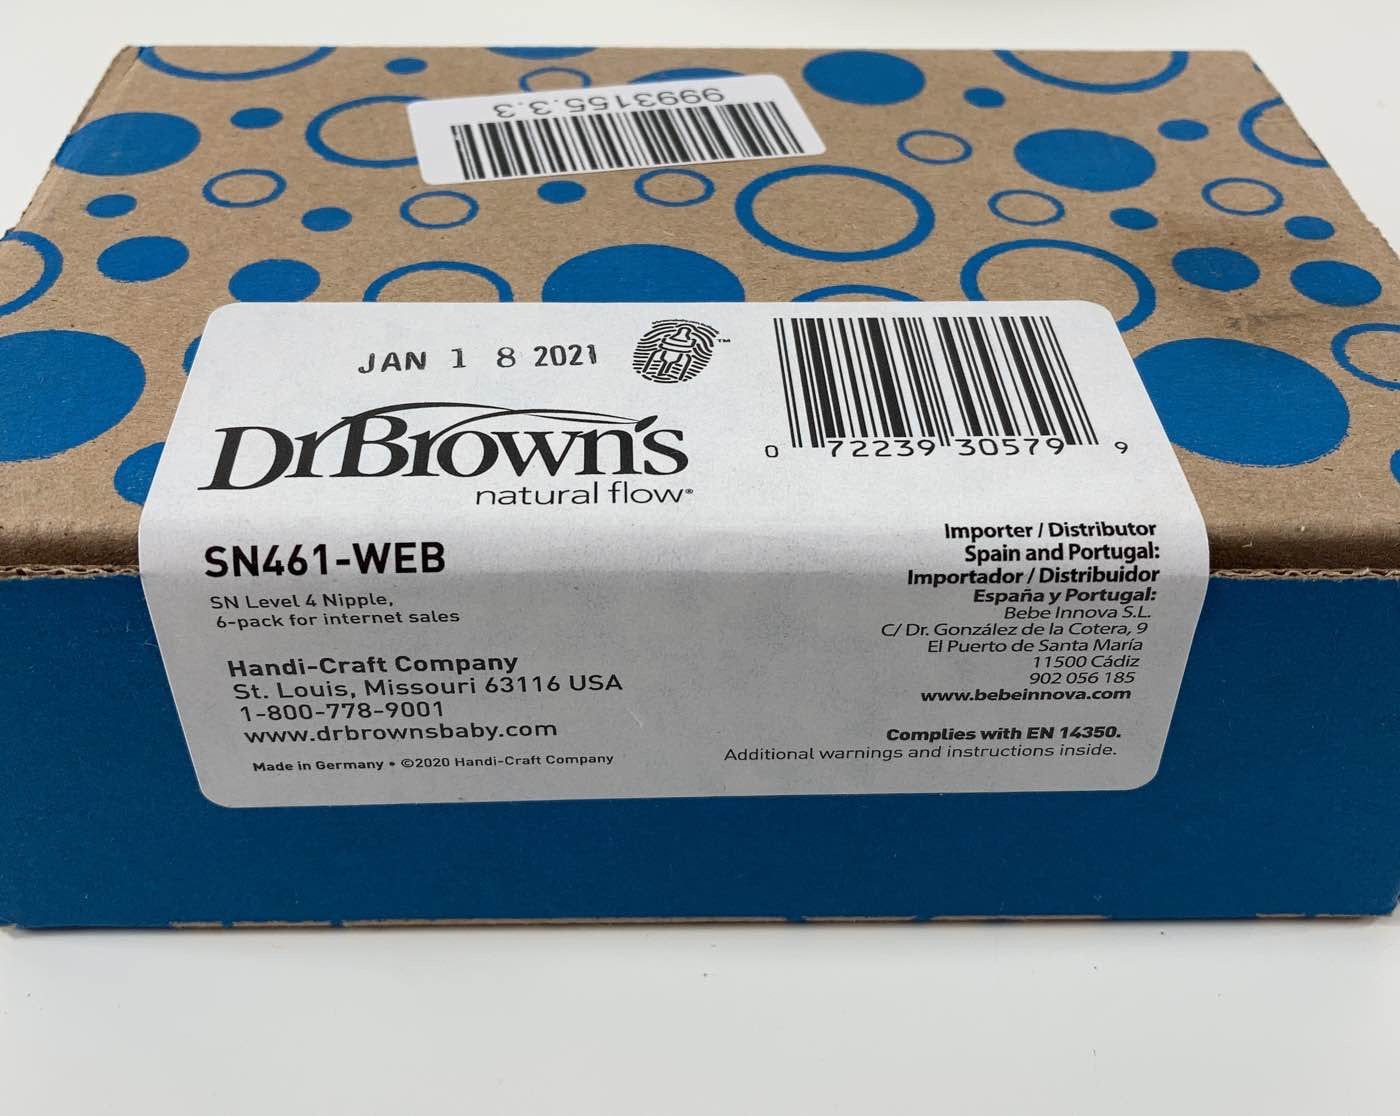 9993155.3.3
JAN 1 8 2021
™
Dr Brown's
natural flow®
0 72239 30579 9
SN461-WEB
SN Level 4 Nipple,
6-pack for internet sales
Handi-Craft Company
St. Louis, Missouri 63116 USA
1-800-778-9001
www.drbrownsbaby.com
Made in Germany • ©2020 Handi-Craft Company
Importer / Distributor
Spain and Portugal:
Importador / Distribuidor
España y Portugal:
Bebe Innova S.L.
C/ Dr. González de la Cotera, 9
El Puerto de Santa María
11500 Cádiz
902 056 185
www.bebeinnova.com
Complies with EN 14350.
Additional warnings and instructions inside.